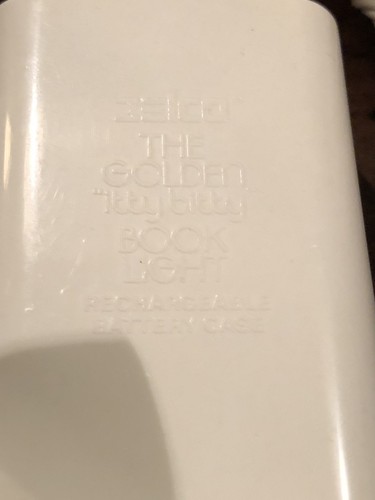 zelco
THE
GOLDEN
"Itty bitty"
BOOK
LIGHT
RECHARGEABLE
BATTERY CASE